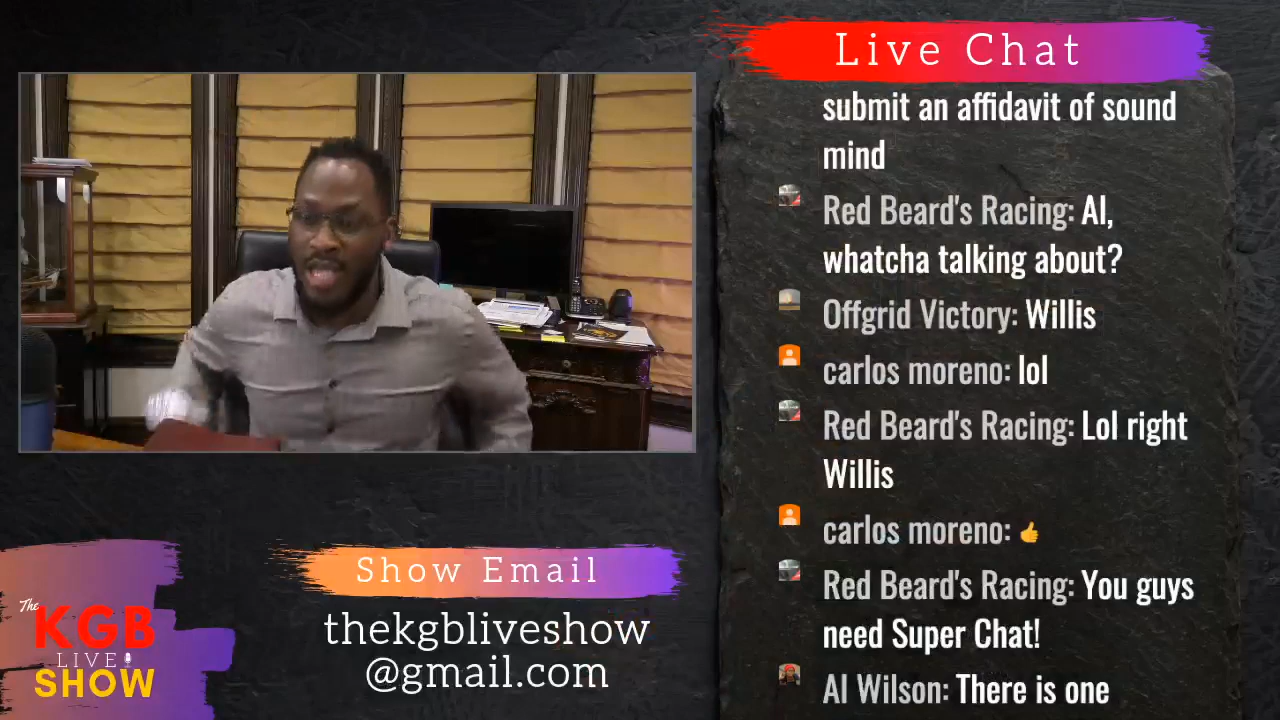 Live Chat
submit an affidavit of sound
mind
Red Beard's Racing: Al,
whatcha talking about?
Offgrid Victory: Willis
carlos moreno: lol
Red Beard's Racing: Lol right
Willis
carlos moreno: 👍
Red Beard's Racing: You guys
need Super Chat!
Al Wilson: There is one
Show Email
thekgbliveshow
@gmail.com
The
KGB
LIVE
SHOW